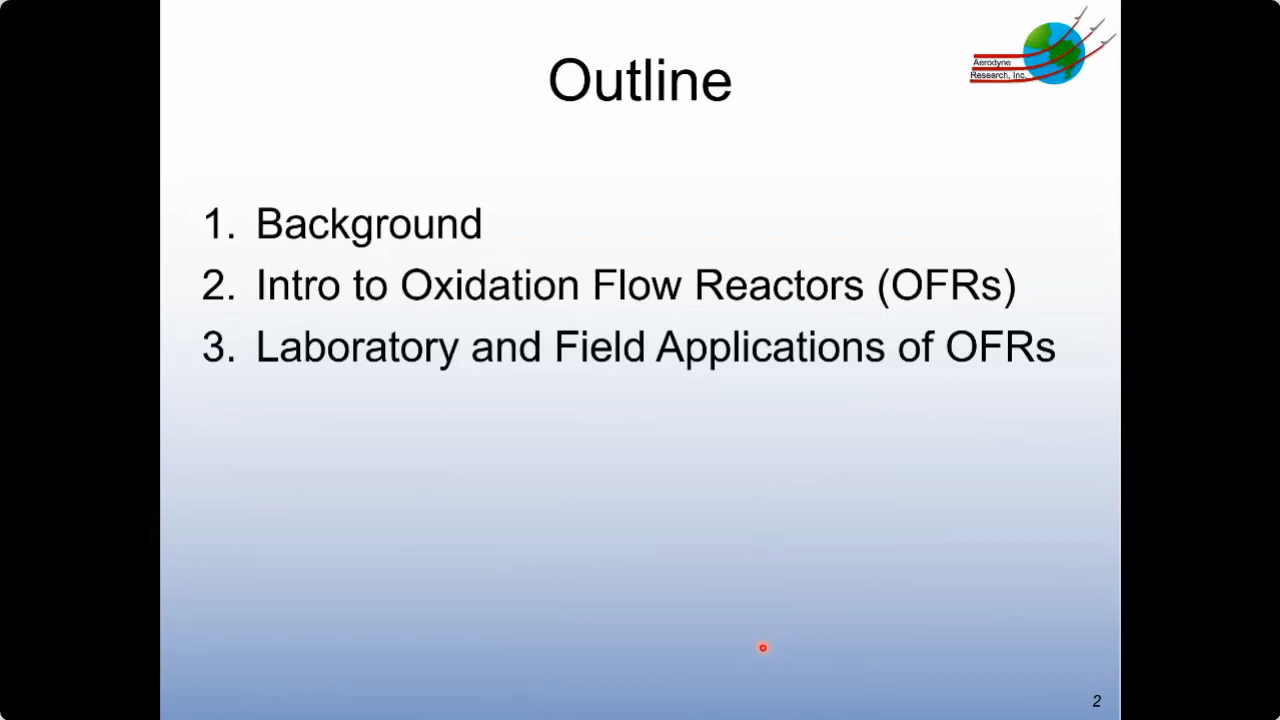 Outline
Aerodyne
Research, Inc.
1. Background
2. Intro to Oxidation Flow Reactors (OFRs)
3. Laboratory and Field Applications of OFRs
2